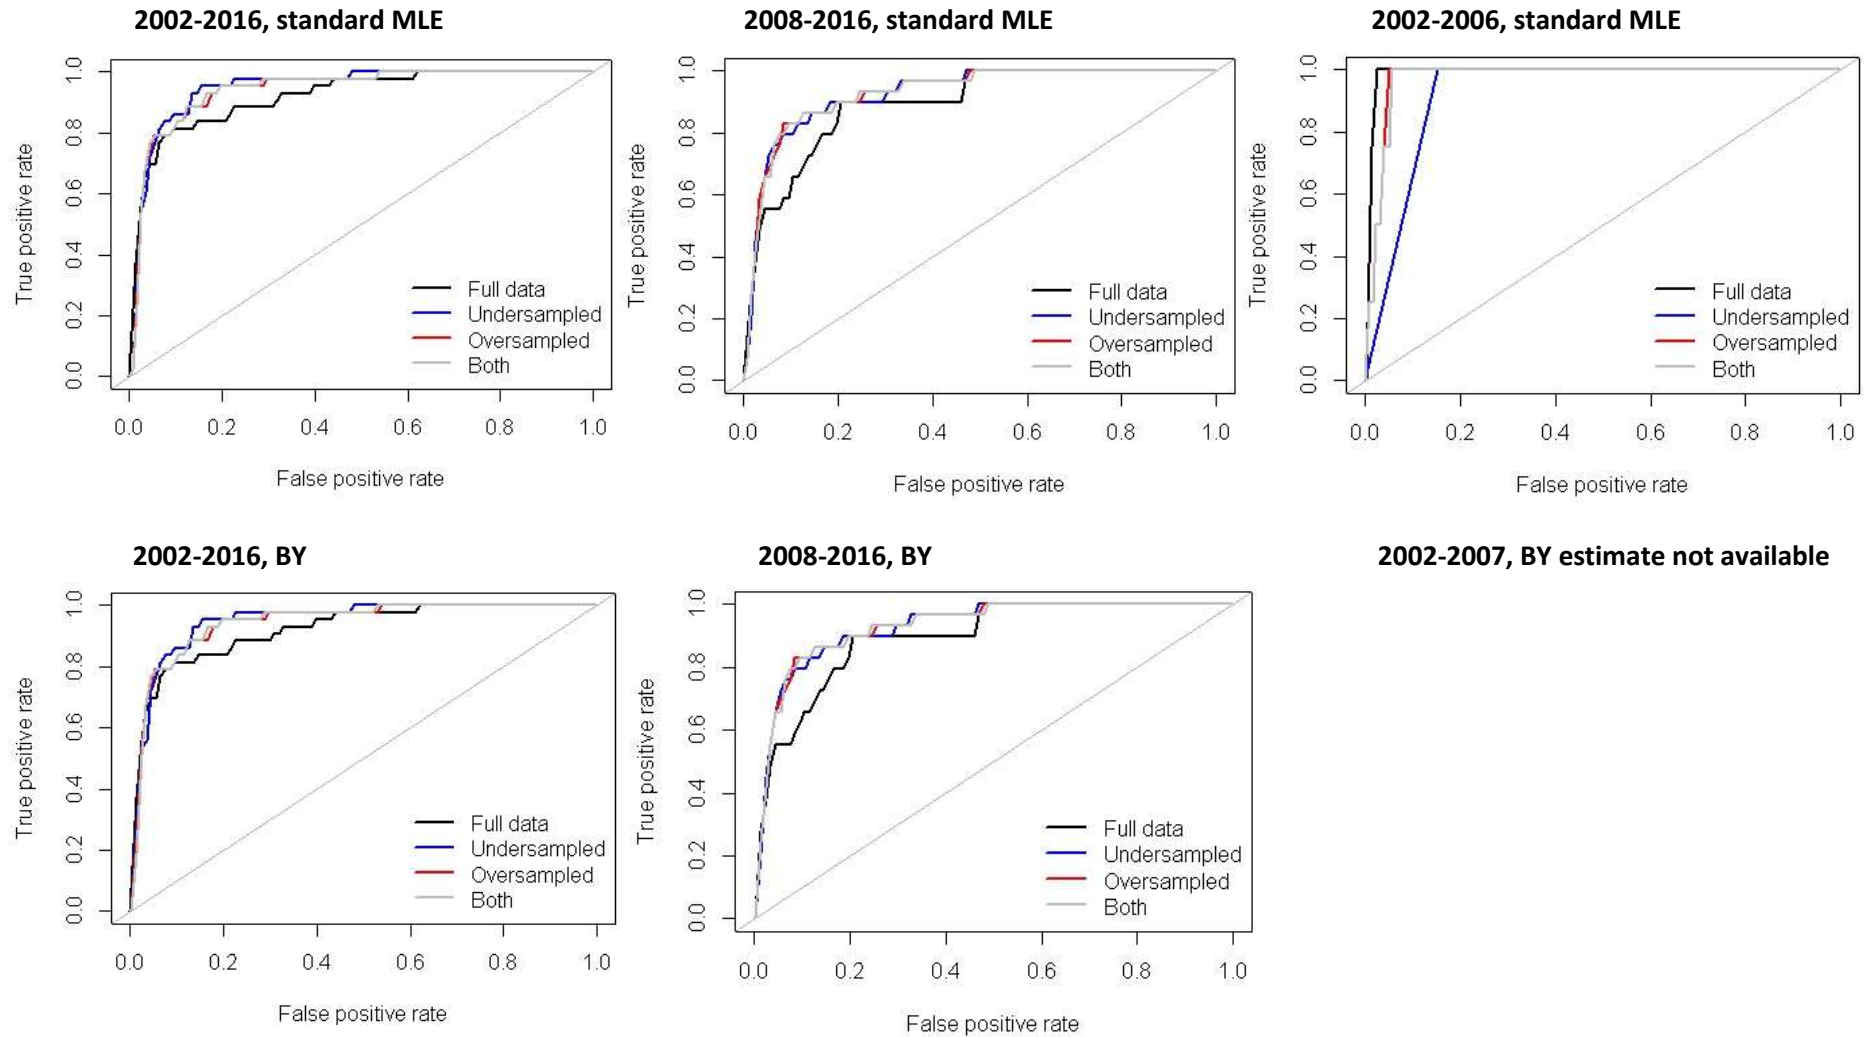 2002-2016, standard MLE
1.0
0.8
0.6
0.4
0.2
0.0
True positive rate
Full data
Undersampled
Oversampled
Both
0.0 0.2 0.4 0.6 0.8 1.0
False positive rate
2008-2016, standard MLE
1.0
0.8
0.6
0.4
0.2
0.0
True positive rate
Full data
Undersampled
Oversampled
Both
0.0 0.2 0.4 0.6 0.8 1.0
False positive rate
2002-2006, standard MLE
1.0
0.8
0.6
0.4
0.2
0.0
True positive rate
Full data
Undersampled
Oversampled
Both
0.0 0.2 0.4 0.6 0.8 1.0
False positive rate
2002-2016, BY
1.0
0.8
0.6
0.4
0.2
0.0
True positive rate
Full data
Undersampled
Oversampled
Both
0.0 0.2 0.4 0.6 0.8 1.0
False positive rate
2008-2016, BY
1.0
0.8
0.6
0.4
0.2
0.0
True positive rate
Full data
Undersampled
Oversampled
Both
0.0 0.2 0.4 0.6 0.8 1.0
False positive rate
2002-2007, BY estimate not available